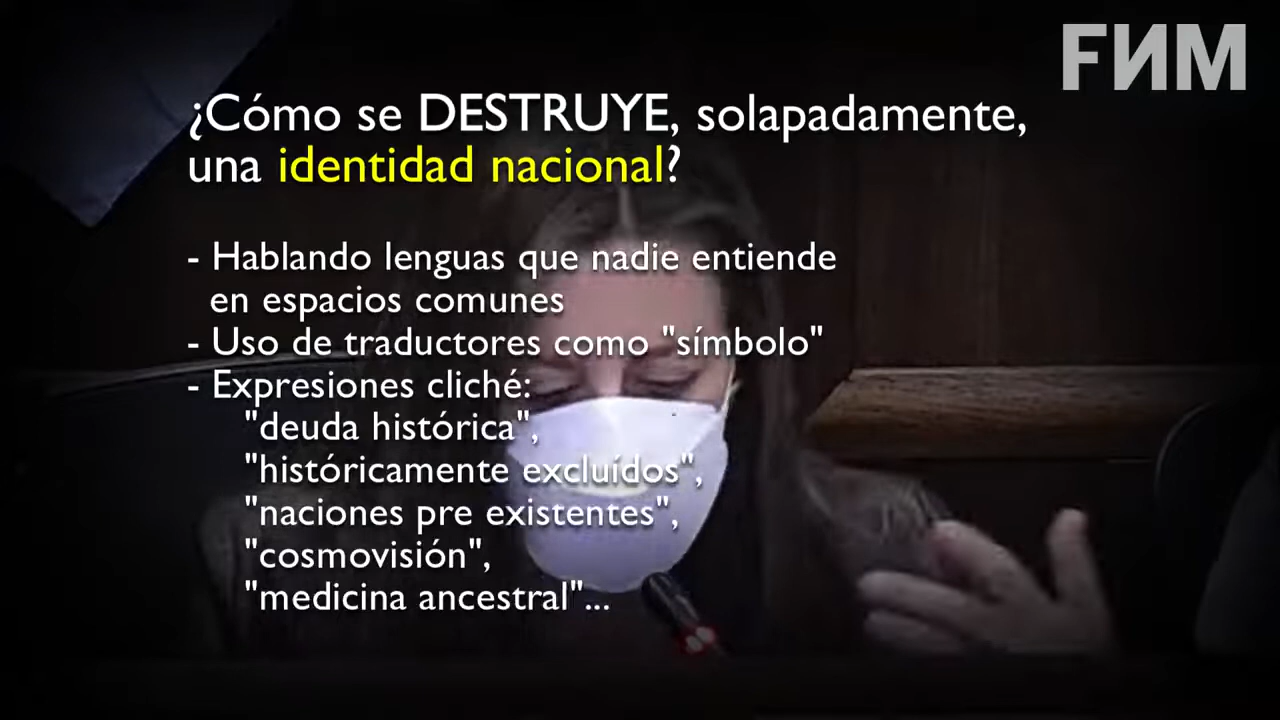 FИM
¿Cómo se DESTRUYE, solapadamente,
una identidad nacional?
- Hablando lenguas que nadie entiende
en espacios comunes
- Uso de traductores como "símbolo"
- Expresiones cliché:
"deuda histórica",
"históricamente excluídos",
"naciones pre existentes",
"cosmovisión",
"medicina ancestral"...